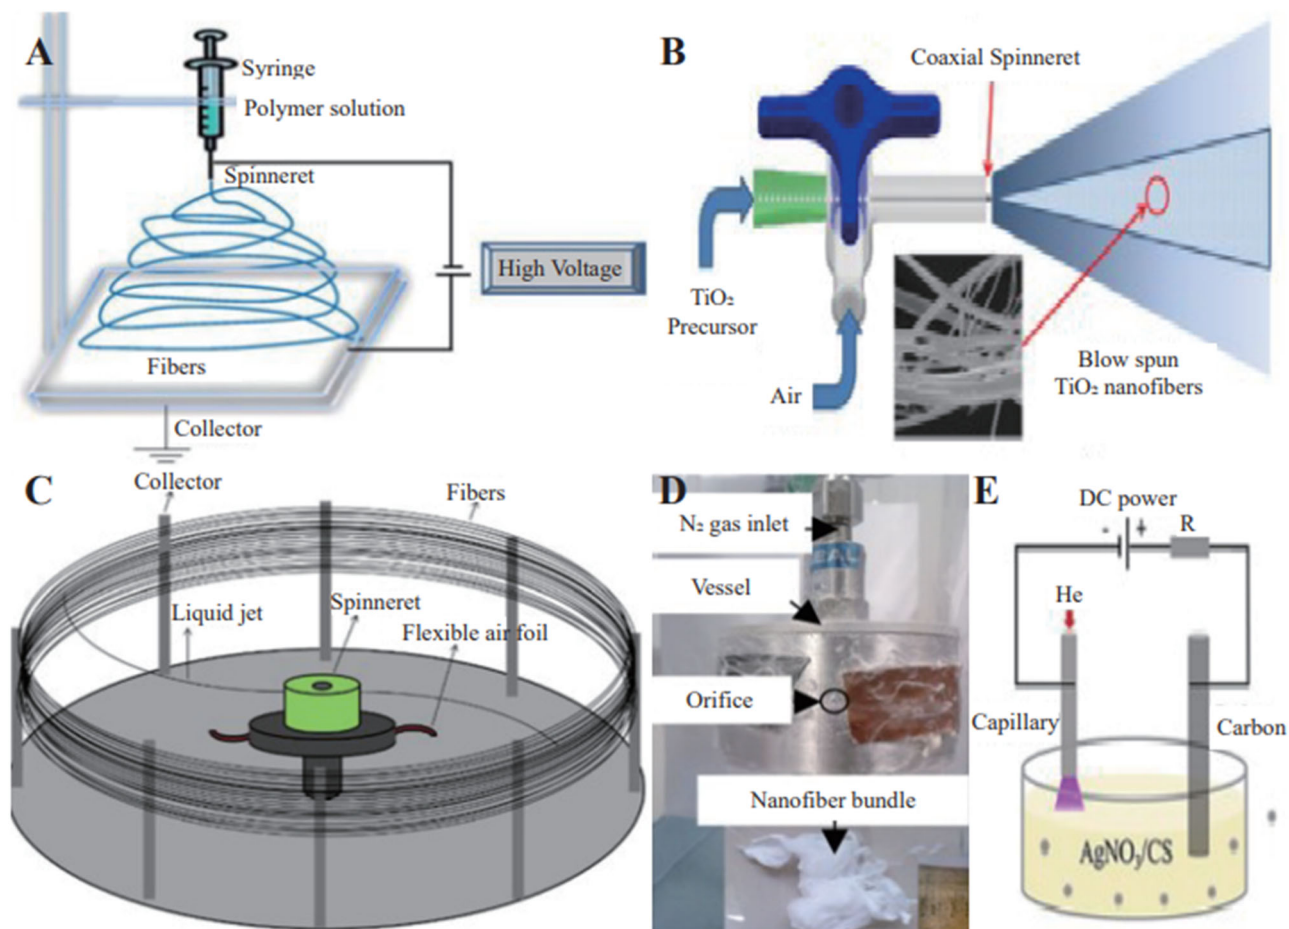 A
Syringe
Polymer solution
Spinneret
High Voltage
Fibers
Collector
B
Coaxial Spinneret
TiO₂
Precursor
Air
Blow spun
TiO₂ nanofibers
C
Collector
Fibers
Liquid jet
Spinneret
Flexible air foil
D
N₂ gas inlet
Vessel
Orifice
Nanofiber bundle
E
DC power
- +
R
He
Capillary
Carbon
AgNO₃/CS